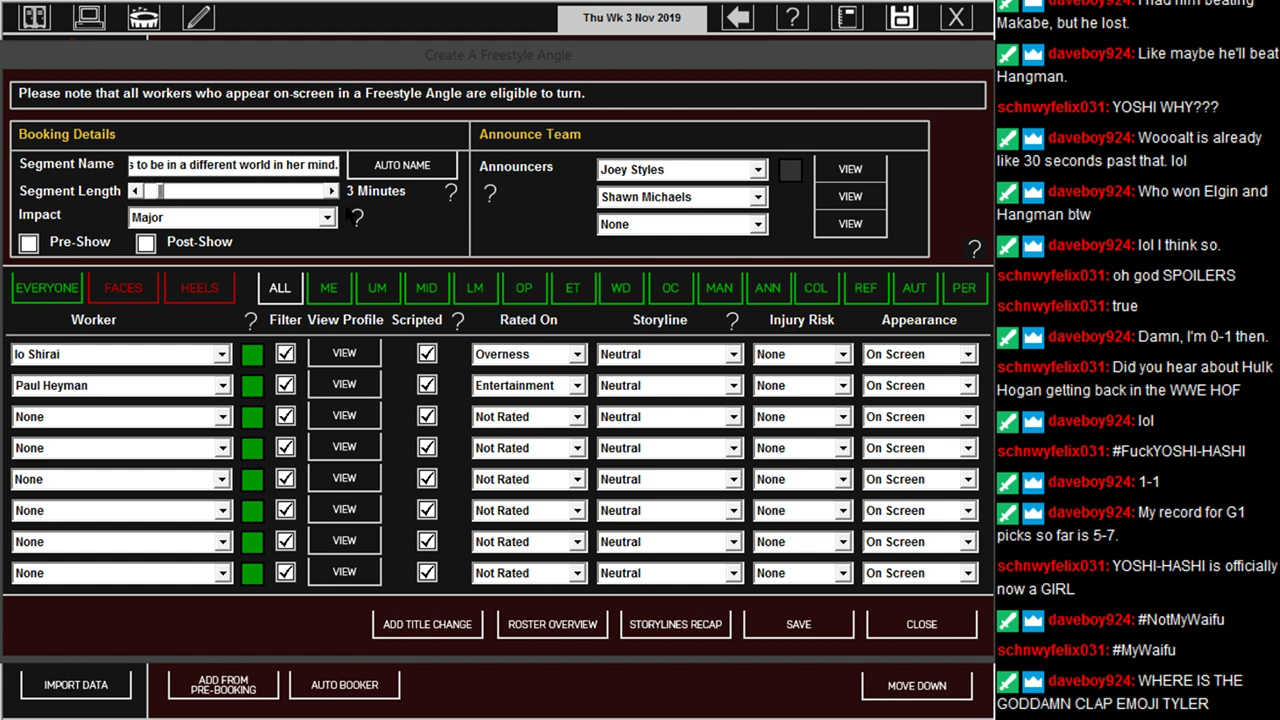 Thu Wk 3 Nov 2019
?
X
Create A Freestyle Angle
Please note that all workers who appear on-screen in a Freestyle Angle are eligible to turn.
Booking Details
Segment Name
s to be in a different world in her mind.
AUTO NAME
Segment Length
3 Minutes
?
Impact
Major
?
Pre-Show
Post-Show
Announce Team
Announcers
?
Joey Styles
VIEW
Shawn Michaels
VIEW
None
VIEW
?
EVERYONE FACES HEELS ALL ME UM MID LM OP ET WD OC MAN ANN COL REF AUT PER
Worker ? Filter View Profile Scripted ? Rated On Storyline ? Injury Risk Appearance
Io Shirai VIEW Overness Neutral None On Screen
Paul Heyman VIEW Entertainment Neutral None On Screen
None VIEW Not Rated Neutral None On Screen
None VIEW Not Rated Neutral None On Screen
None VIEW Not Rated Neutral None On Screen
None VIEW Not Rated Neutral None On Screen
None VIEW Not Rated Neutral None On Screen
None VIEW Not Rated Neutral None On Screen
ADD TITLE CHANGE ROSTER OVERVIEW STORYLINES RECAP SAVE CLOSE
IMPORT DATA
ADD FROM
PRE-BOOKING
AUTO BOOKER
MOVE DOWN
daveboy924: I had him beating
Makabe, but he lost.
daveboy924: Like maybe he'll beat
Hangman.
schnwyfelix031: YOSHI WHY???
daveboy924: Woooalt is already
like 30 seconds past that. lol
daveboy924: Who won Elgin and
Hangman btw
daveboy924: lol I think so.
schnwyfelix031: oh god SPOILERS
schnwyfelix031: true
daveboy924: Damn, I'm 0-1 then.
schnwyfelix031: Did you hear about Hulk
Hogan getting back in the WWE HOF
daveboy924: lol
schnwyfelix031: #FuckYOSHI-HASHI
daveboy924: 1-1
daveboy924: My record for G1
picks so far is 5-7.
schnwyfelix031: YOSHI-HASHI is officially
now a GIRL
daveboy924: #NotMyWaifu
schnwyfelix031: #MyWaifu
daveboy924: WHERE IS THE
GODDAMN CLAP EMOJI TYLER